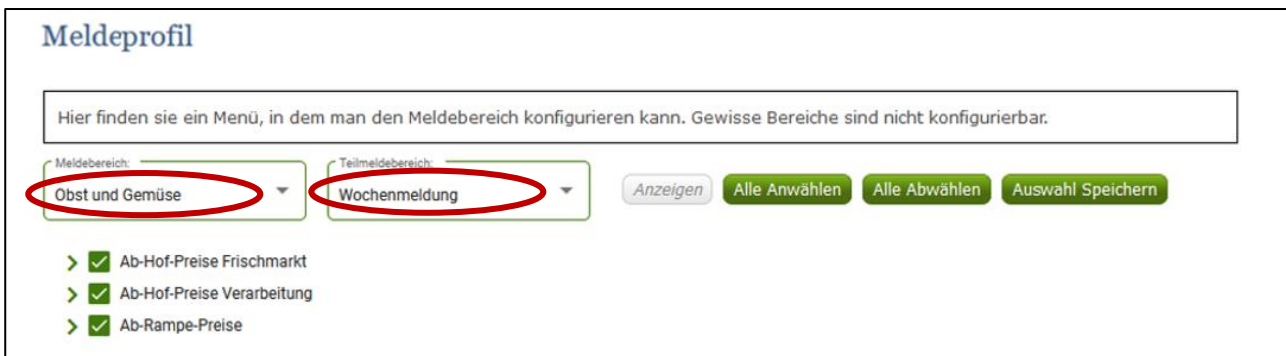 Meldeprofil
Hier finden sie ein Menü, in dem man den Meldebereich konfigurieren kann. Gewisse Bereiche sind nicht konfigurierbar.
Meldebereich: Teilmeldebereich:
Obst und Gemüse Wochenmeldung Anzeigen Alle Anwählen Alle Abwählen Auswahl Speichern
Ab-Hof-Preise Frischmarkt
Ab-Hof-Preise Verarbeitung
Ab-Rampe-Preise